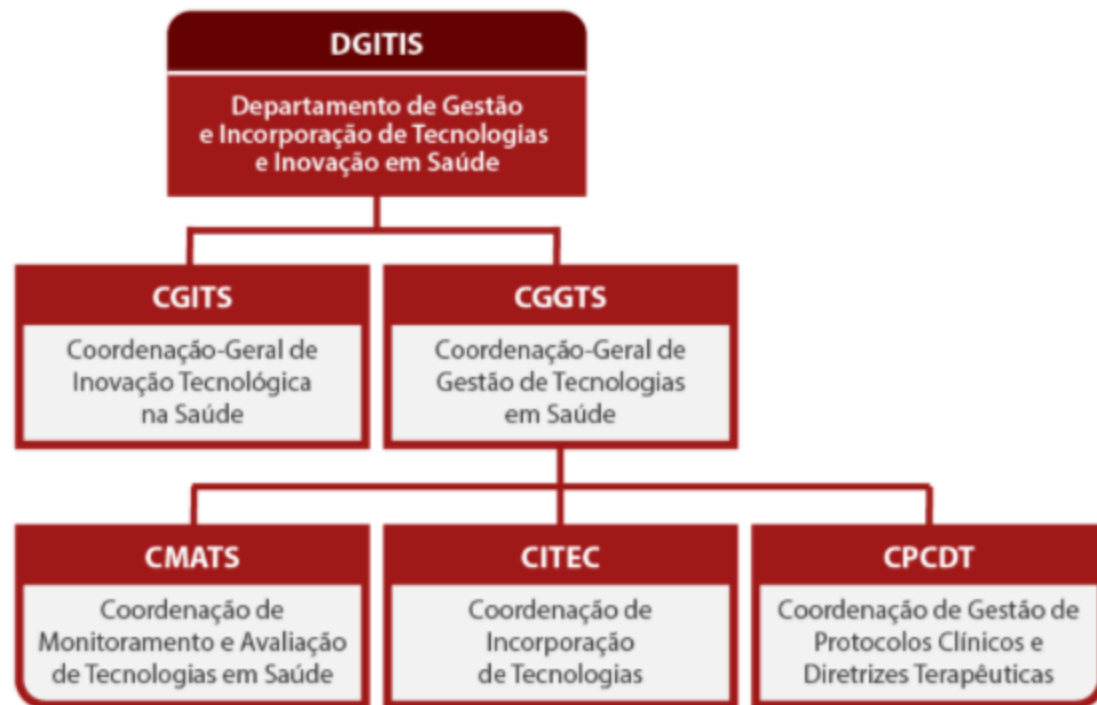 DGITIS
Departamento de Gestão
e Incorporação de Tecnologias
e Inovação em Saúde
CGITS
Coordenação-Geral de
Inovação Tecnológica
na Saúde
CGGTS
Coordenação-Geral de
Gestão de Tecnologias
em Saúde
CMATS
Coordenação de
Monitoramento e Avaliação
de Tecnologias em Saúde
CITEC
Coordenação de
Incorporação
de Tecnologias
CPCDT
Coordenação de Gestão de
Protocolos Clínicos e
Diretrizes Terapêuticas